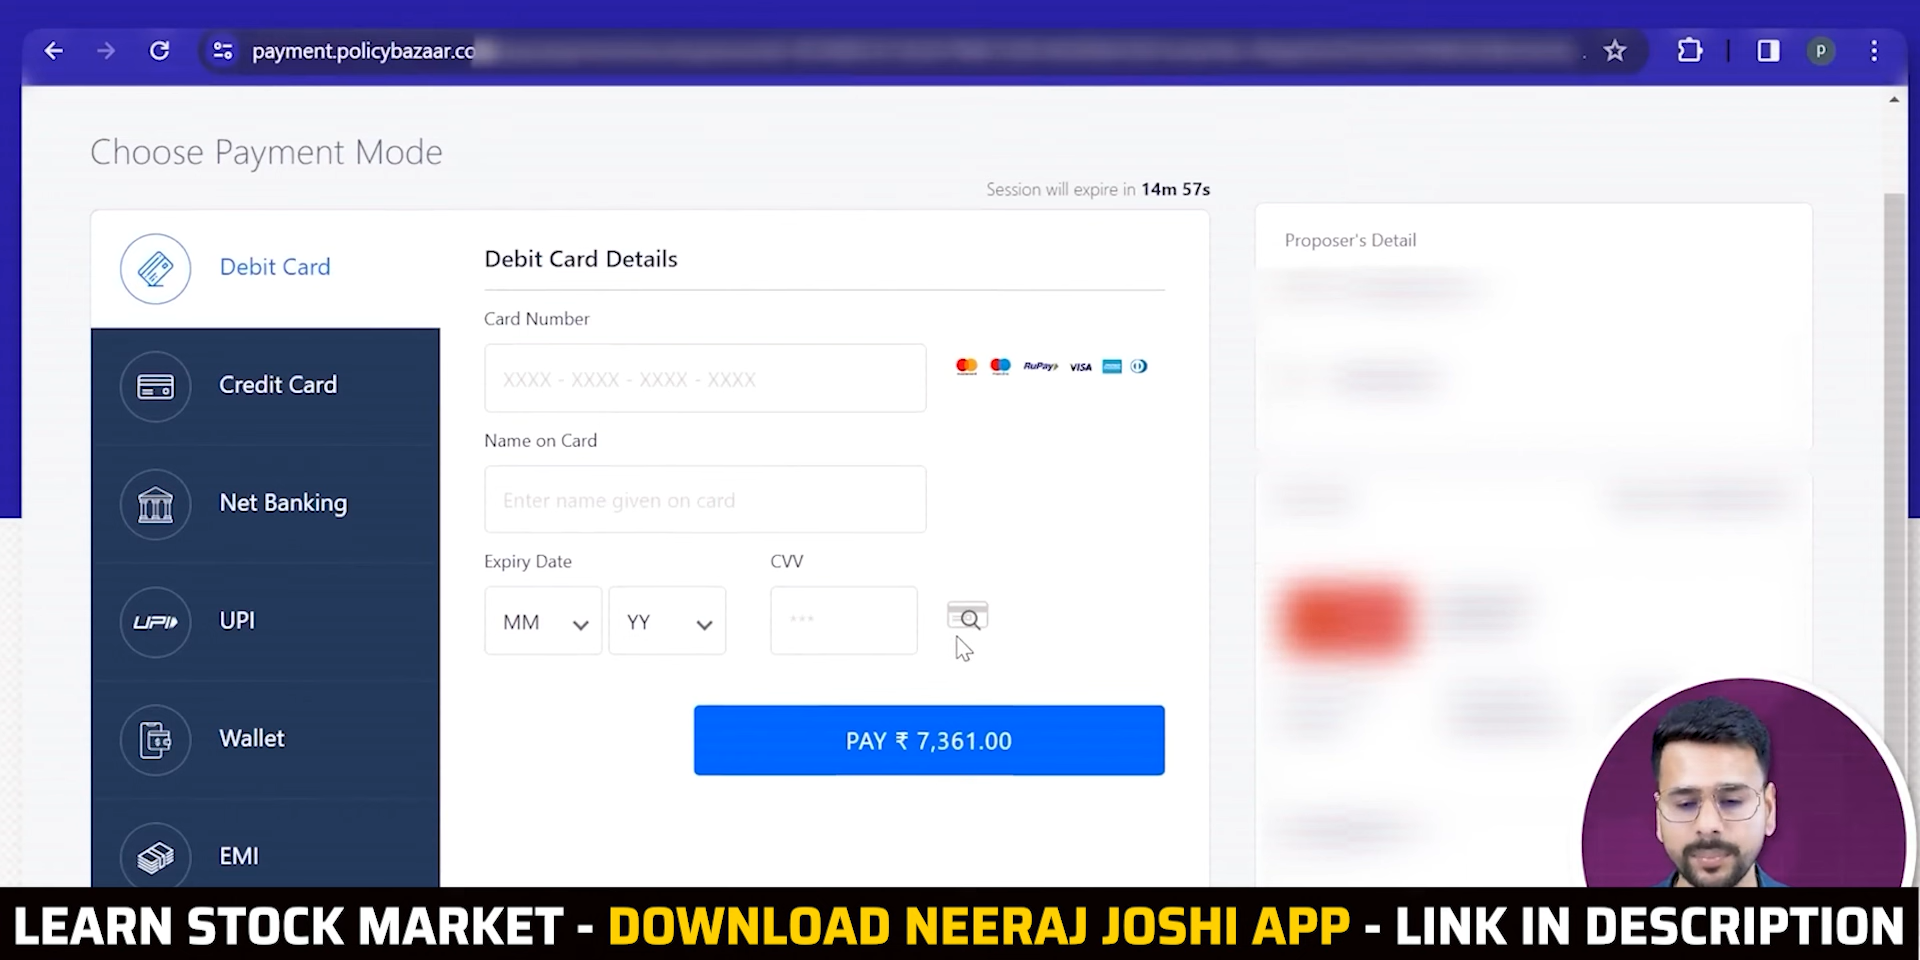 payment.policybazaar.co
P
Choose Payment Mode
Session will expire in 14m 57s
Debit Card
Credit Card
Net Banking
UPI
UPI
Wallet
EMI
Debit Card Details
Card Number
XXXX - XXXX - XXXX - XXXX
RuPay
VISA
Name on Card
Enter name given on card
Expiry Date
CVV
MM
YY
***
PAY ₹ 7,361.00
Proposer's Detail
LEARN STOCK MARKET - DOWNLOAD NEERAJ JOSHI APP - LINK IN DESCRIPTION